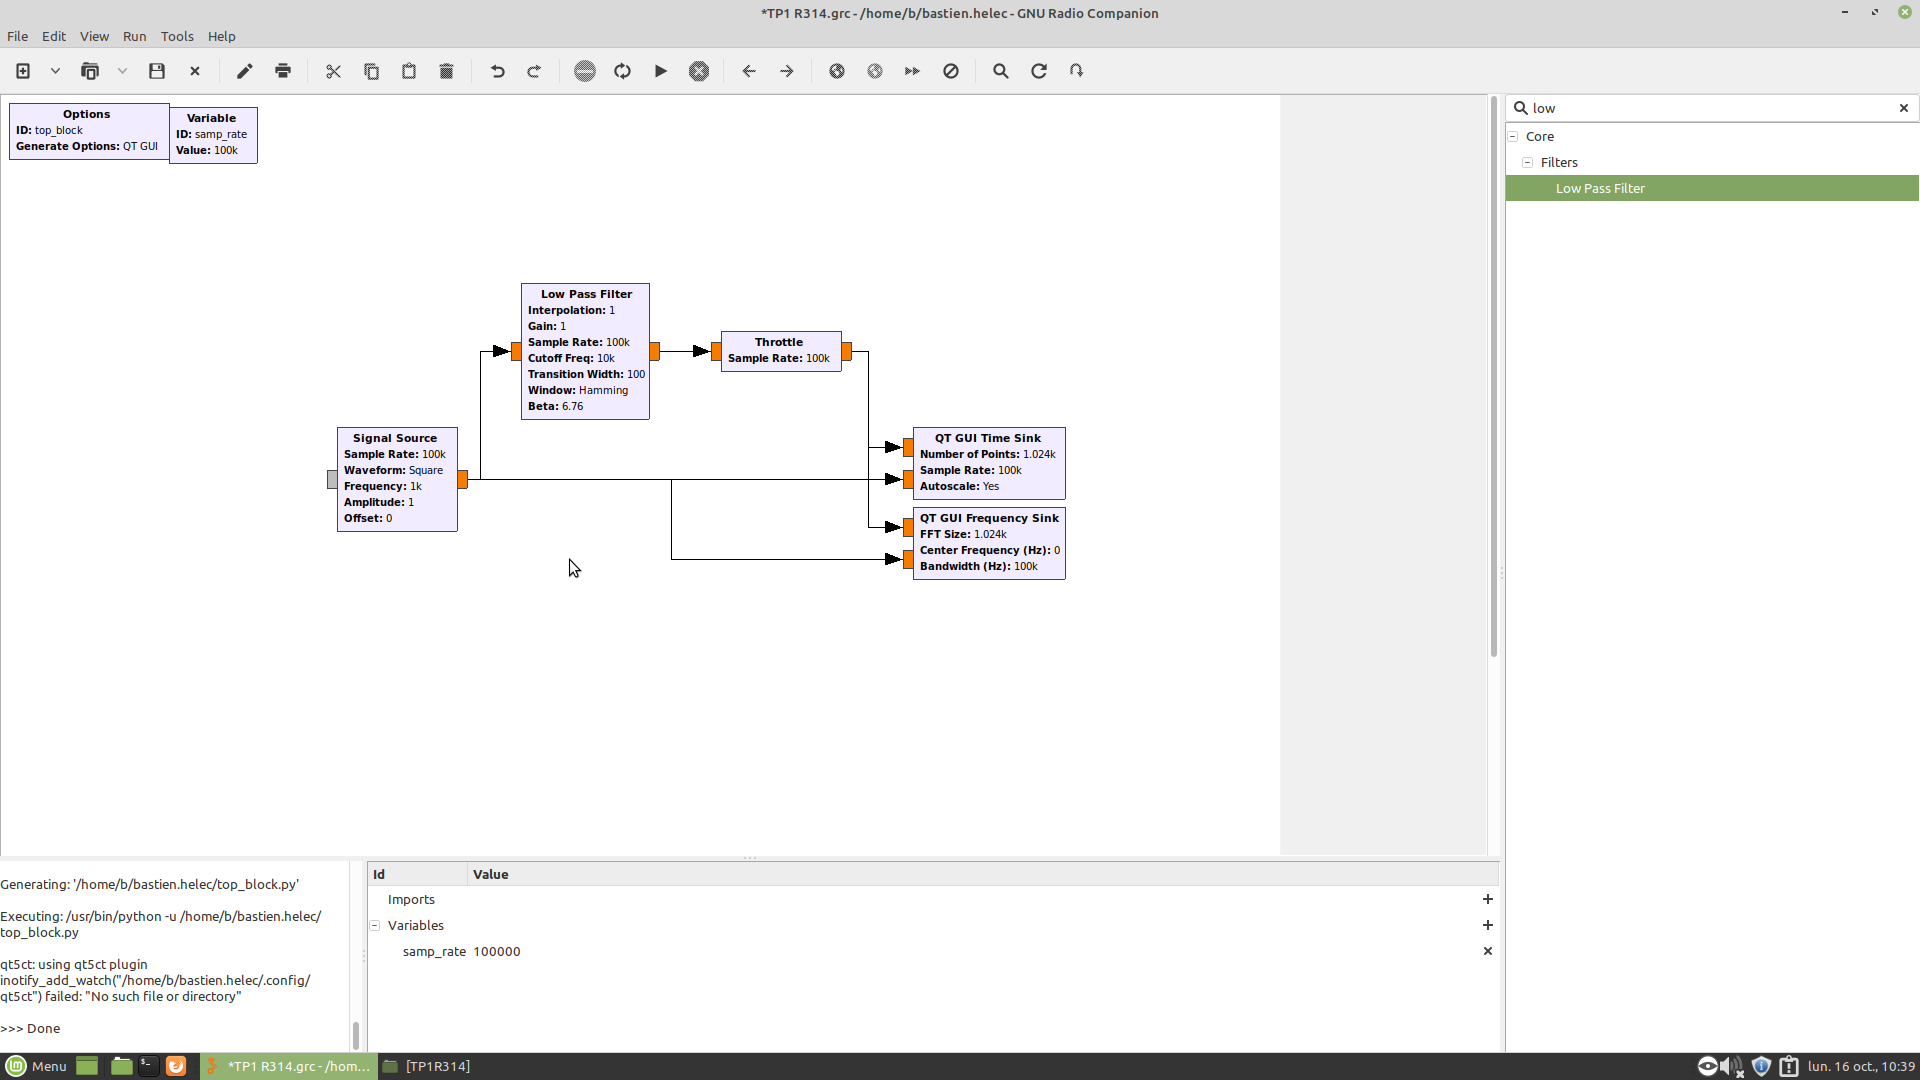 *TP1 R314.grc - /home/b/bastien.helec - GNU Radio Companion
File Edit View Run Tools Help
Options
ID: top_block
Generate Options: QT GUI
Variable
ID: samp_rate
Value: 100k
low
Core
Filters
Low Pass Filter
Low Pass Filter
Interpolation: 1
Gain: 1
Sample Rate: 100k
Cutoff Freq: 10k
Transition Width: 100
Window: Hamming
Beta: 6.76
Throttle
Sample Rate: 100k
Signal Source
Sample Rate: 100k
Waveform: Square
Frequency: 1k
Amplitude: 1
Offset: 0
QT GUI Time Sink
Number of Points: 1.024k
Sample Rate: 100k
Autoscale: Yes
QT GUI Frequency Sink
FFT Size: 1.024k
Center Frequency (Hz): 0
Bandwidth (Hz): 100k
Generating: '/home/b/bastien.helec/top_block.py'
Executing: /usr/bin/python -u /home/b/bastien.helec/
top_block.py
qt5ct: using qt5ct plugin
inotify_add_watch("/home/b/bastien.helec/.config/
qt5ct") failed: "No such file or directory"
>>> Done
Id Value
Imports
Variables
samp_rate 100000
Menu
*TP1 R314.grc - /hom...
[TP1R314]
lun. 16 oct., 10:39